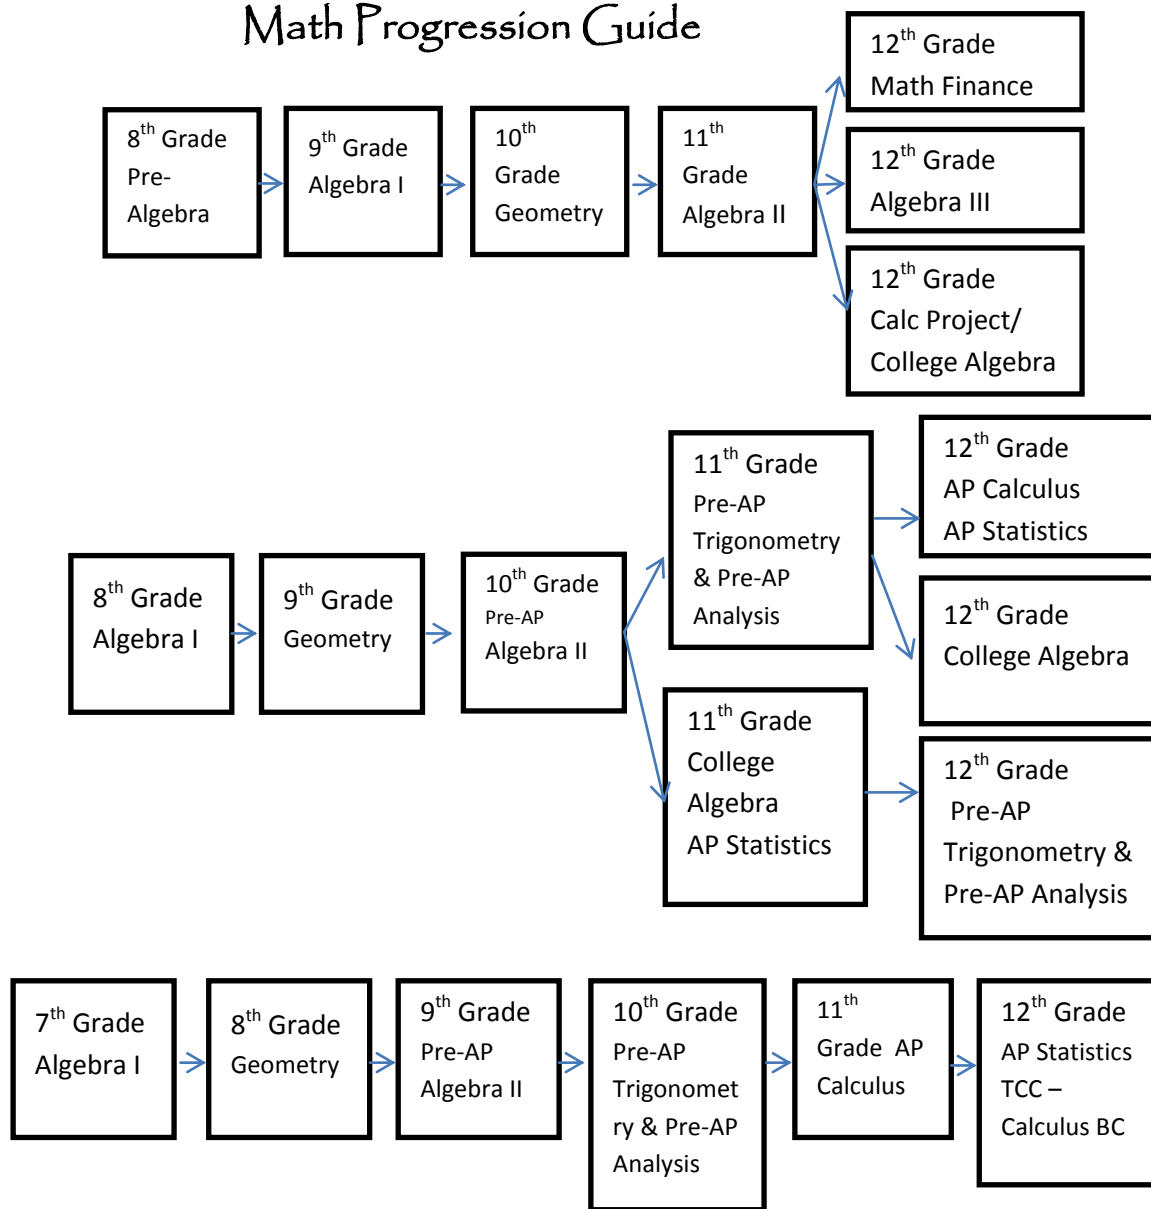 Math Progression Guide
8th Grade
Pre-
Algebra
9th Grade
Algebra I
10th
Grade
Geometry
11th
Grade
Algebra II
12th Grade
Math Finance
12th Grade
Algebra III
12th Grade
Calc Project/
College Algebra
8th Grade
Algebra I
9th Grade
Geometry
10th Grade
Pre-AP
Algebra II
11th Grade
Pre-AP
Trigonometry
& Pre-AP
Analysis
12th Grade
AP Calculus
AP Statistics
12th Grade
College Algebra
11th Grade
College
Algebra
AP Statistics
12th Grade
Pre-AP
Trigonometry &
Pre-AP Analysis
7th Grade
Algebra I
8th Grade
Geometry
9th Grade
Pre-AP
Algebra II
10th Grade
Pre-AP
Trigonomet
ry & Pre-AP
Analysis
11th
Grade AP
Calculus
12th Grade
AP Statistics
TCC –
Calculus BC